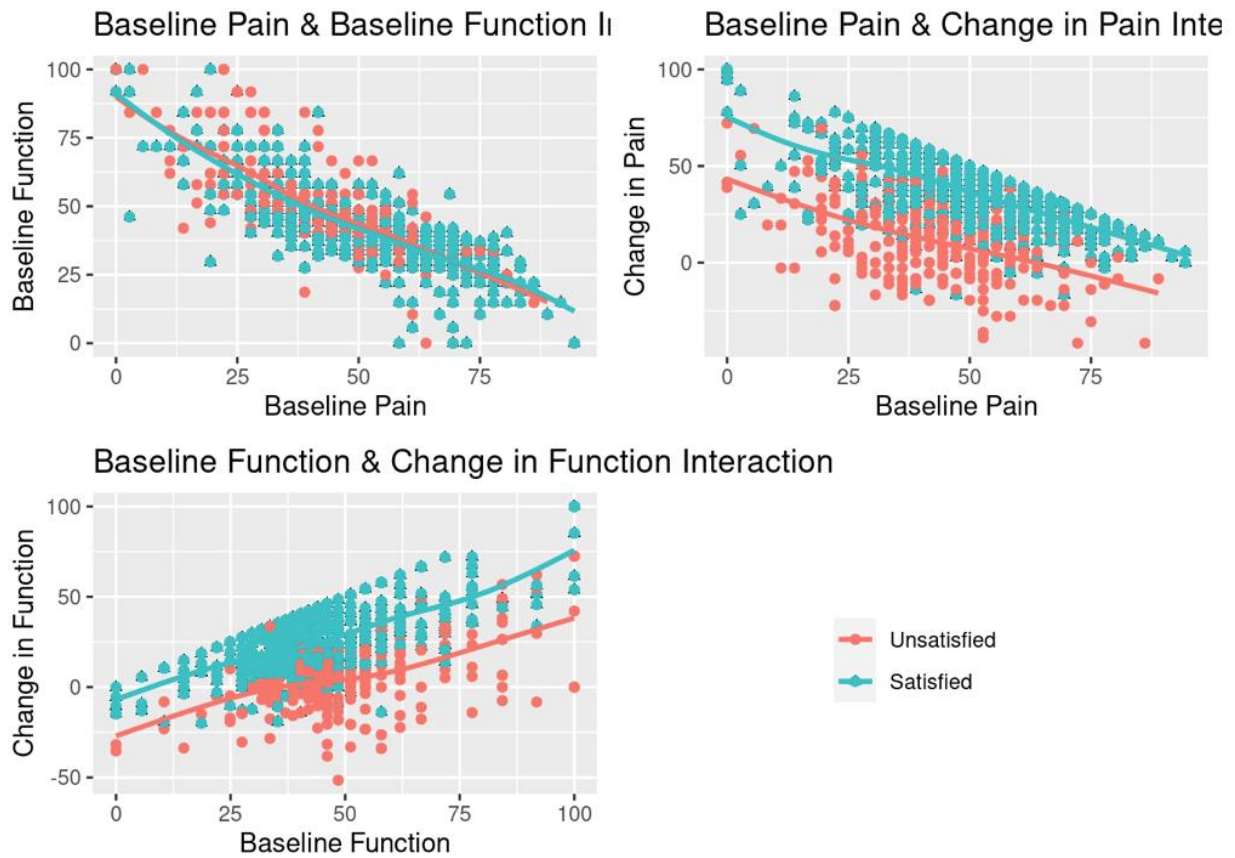 Baseline Pain & Baseline Function I
Baseline Function
100
75
50
25
0
0 25 50 75
Baseline Pain
Baseline Pain & Change in Pain Inte
Change in Pain
100
50
0
0 25 50 75
Baseline Pain
Baseline Function & Change in Function Interaction
Change in Function
100
50
0
-50
0 25 50 75 100
Baseline Function
Unsatisfied
Satisfied